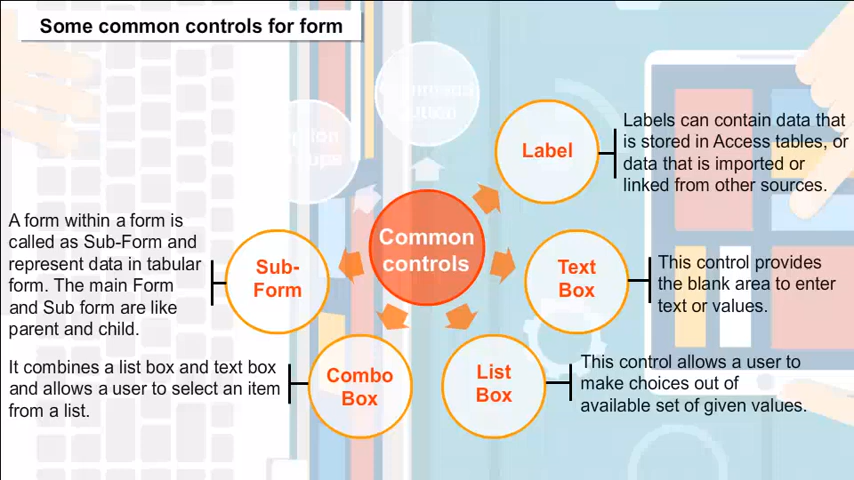 Some common controls for form
Label
Labels can contain data that
is stored in Access tables, or
data that is imported or
linked from other sources.
Common
controls
Text
Box
This control provides
the blank area to enter
text or values.
List
Box
This control allows a user to
make choices out of
available set of given values.
Combo
Box
It combines a list box and text box
and allows a user to select an item
from a list.
Sub-
Form
A form within a form is
called as Sub-Form and
represent data in tabular
form. The main Form
and Sub form are like
parent and child.